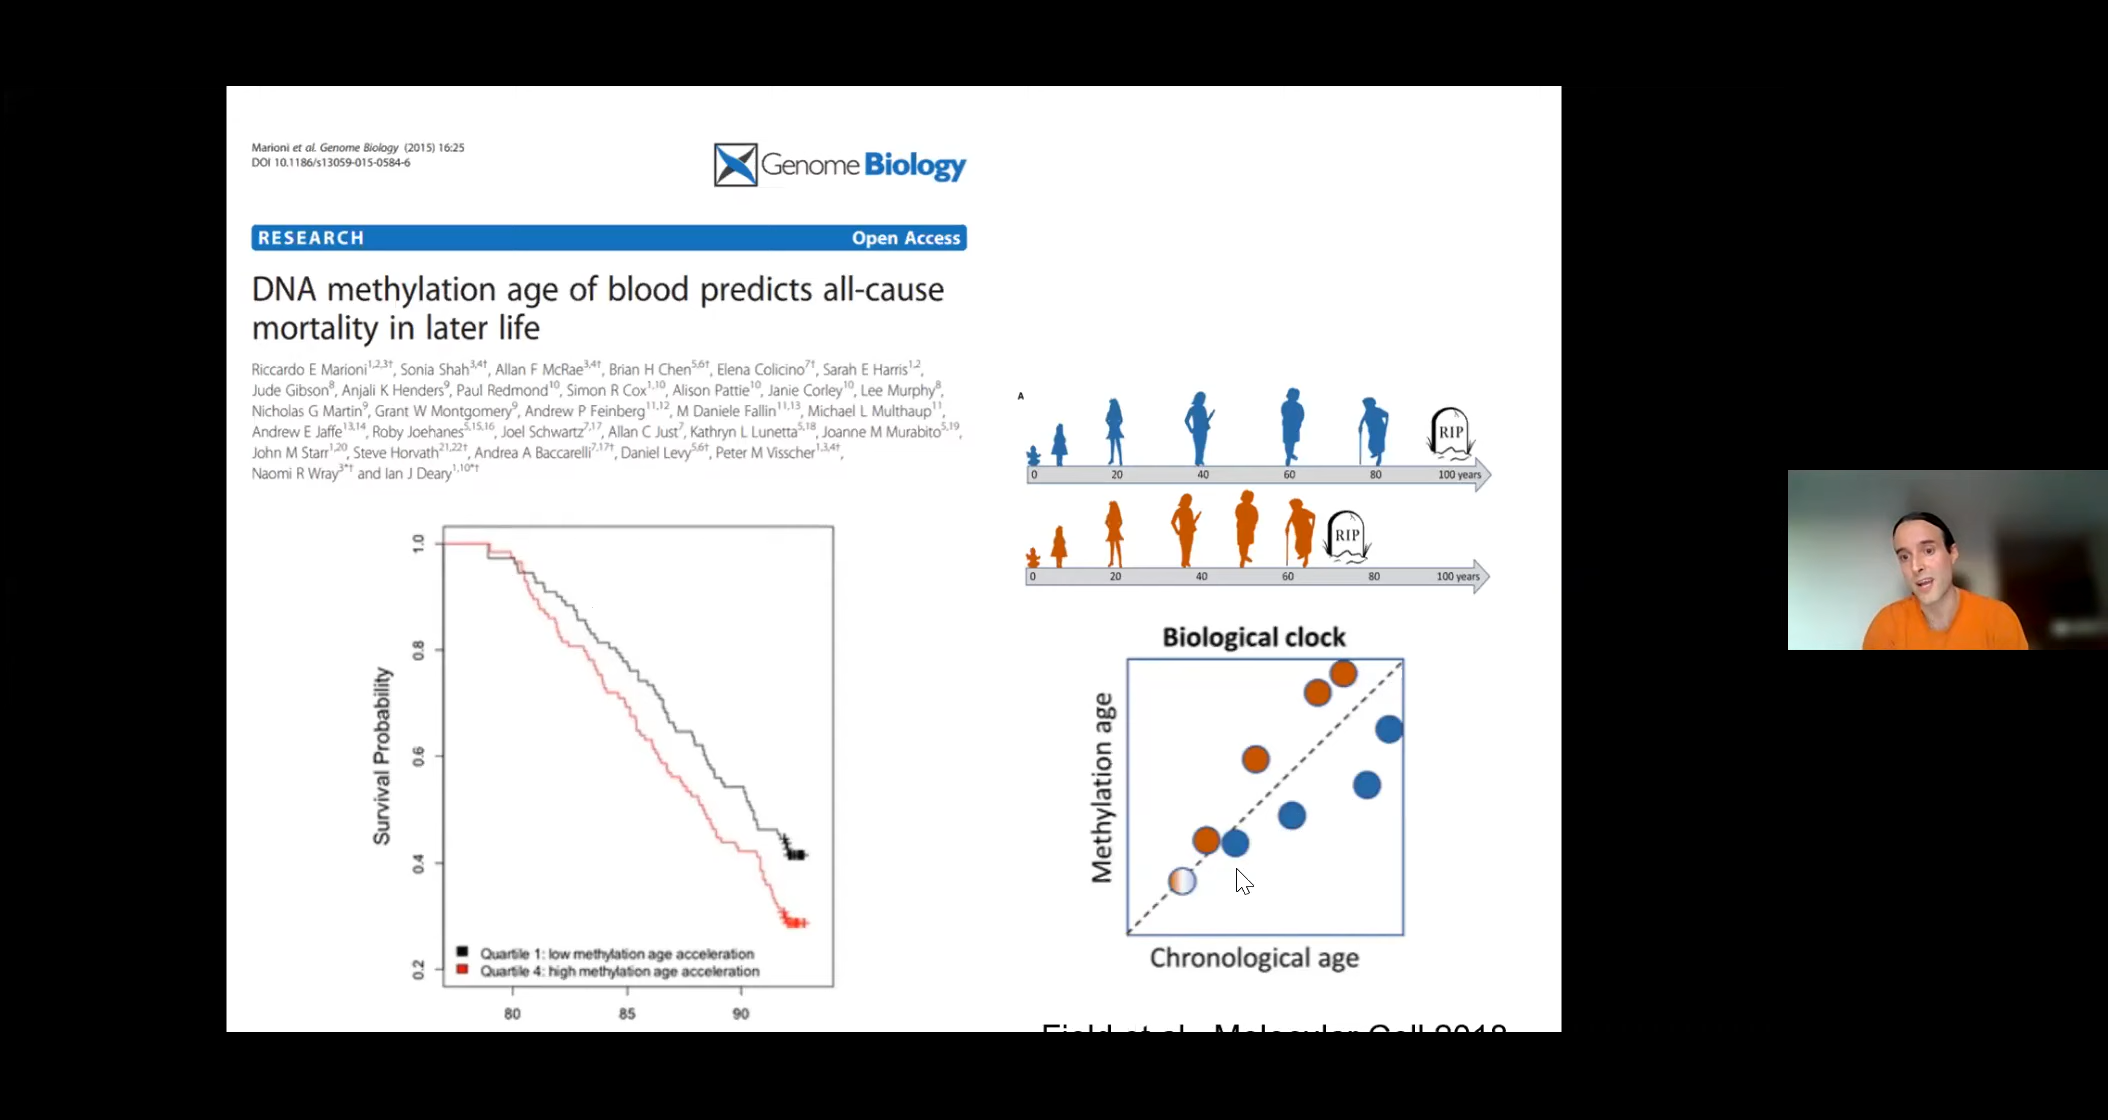 Marioni et al. Genome Biology (2015) 16:25
DOI 10.1186/s13059-015-0584-6
Genome Biology
RESEARCH Open Access
DNA methylation age of blood predicts all-cause
mortality in later life
Riccardo E Marioni1,2,3†, Sonia Shah3,4†, Allan F McRae3,4†, Brian H Chen5,6†, Elena Colicino7†, Sarah E Harris1,2,
Jude Gibson8, Anjali K Henders9, Paul Redmond10, Simon R Cox1,10, Alison Pattie10, Janie Corley10, Lee Murphy8,
Nicholas G Martin9, Grant W Montgomery9, Andrew P Feinberg11,12, M Daniele Fallin11,13, Michael L Multhaup11,
Andrew E Jaffe13,14, Roby Joehanes5,15,16, Joel Schwartz7,17, Allan C Just7, Kathryn L Lunetta5,18, Joanne M Murabito5,19,
John M Starr1,20, Steve Horvath21,22†, Andrea A Baccarelli7,17†, Daniel Levy5,6†, Peter M Visscher1,3,4†,
Naomi R Wray3*† and Ian J Deary1,10*†
1.0
0.8
0.6
0.4
0.2
Survival Probability
Quartile 1: low methylation age acceleration
Quartile 4: high methylation age acceleration
80 85 90
A
RIP
0 20 40 60 80 100 years
RIP
0 20 40 60 80 100 years
Biological clock
Methylation age
Chronological age
Field et al., Molecular Cell 2018